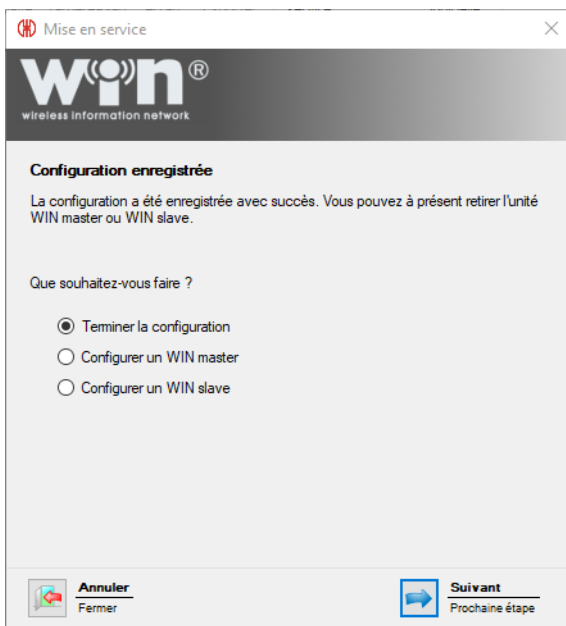 Mise en service
WIN®
wireless information network
Configuration enregistrée
La configuration a été enregistrée avec succès. Vous pouvez à présent retirer l'unité
WIN master ou WIN slave.
Que souhaitez-vous faire ?
Terminer la configuration
Configurer un WIN master
Configurer un WIN slave
Annuler
Fermer
Suivant
Prochaine étape